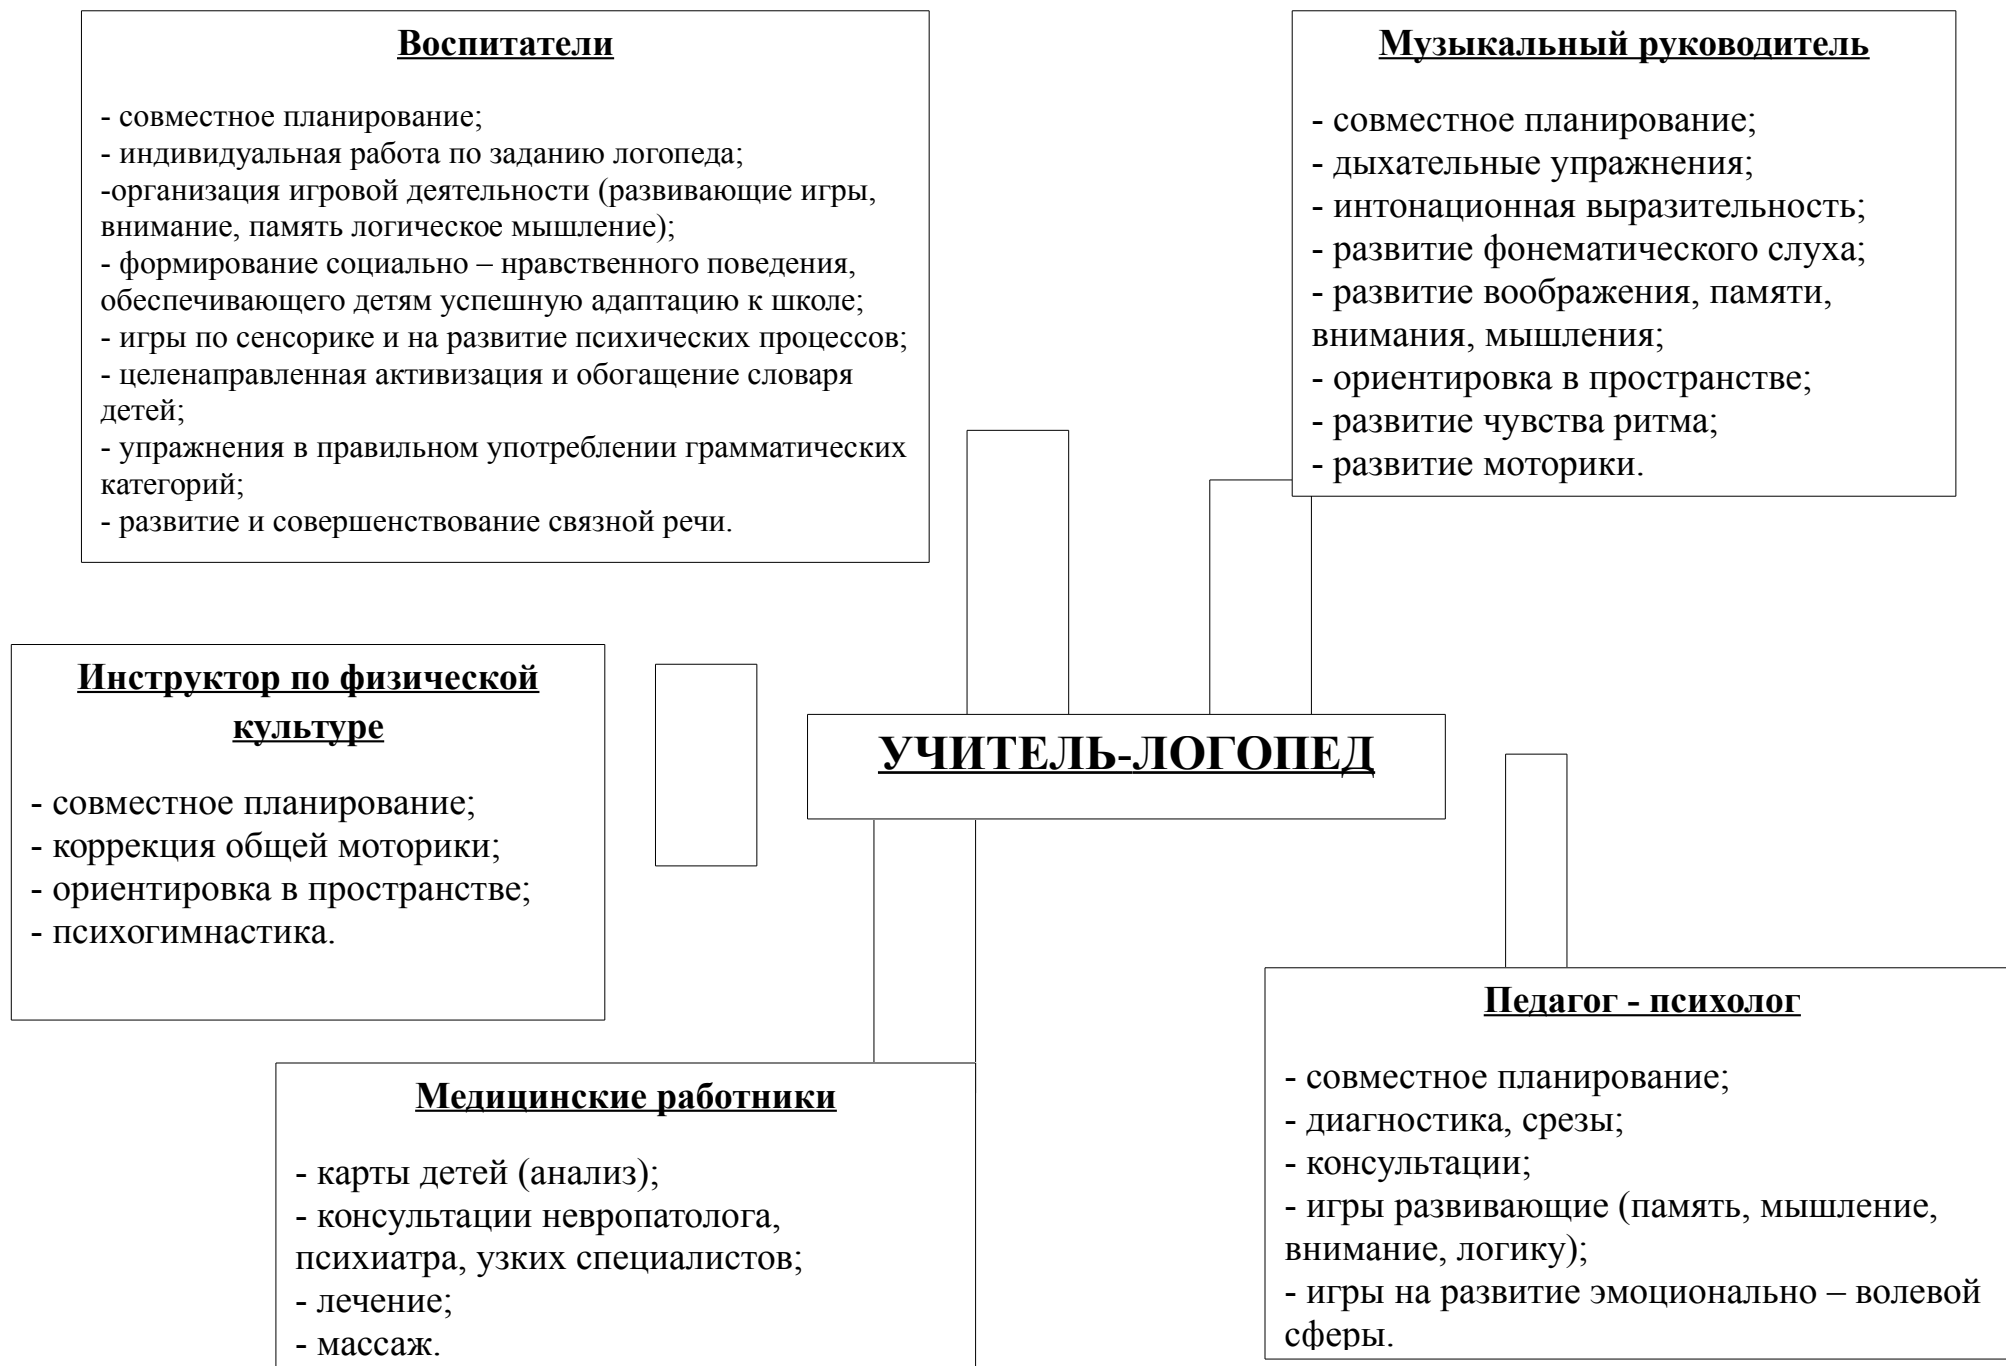 Воспитатели
- совместное планирование;
- индивидуальная работа по заданию логопеда;
-организация игровой деятельности (развивающие игры,
внимание, память логическое мышление);
- формирование социально – нравственного поведения,
обеспечивающего детям успешную адаптацию к школе;
- игры по сенсорике и на развитие психических процессов;
- целенаправленная активизация и обогащение словаря
детей;
- упражнения в правильном употреблении грамматических
категорий;
- развитие и совершенствование связной речи.
Музыкальный руководитель
- совместное планирование;
- дыхательные упражнения;
- интонационная выразительность;
- развитие фонематического слуха;
- развитие воображения, памяти,
внимания, мышления;
- ориентировка в пространстве;
- развитие чувства ритма;
- развитие моторики.
Инструктор по физической
культуре
- совместное планирование;
- коррекция общей моторики;
- ориентировка в пространстве;
- психогимнастика.
УЧИТЕЛЬ-ЛОГОПЕД
Медицинские работники
- карты детей (анализ);
- консультации невропатолога,
психиатра, узких специалистов;
- лечение;
- массаж.
Педагог - психолог
- совместное планирование;
- диагностика, срезы;
- консультации;
- игры развивающие (память, мышление,
внимание, логику);
- игры на развитие эмоционально – волевой
сферы.